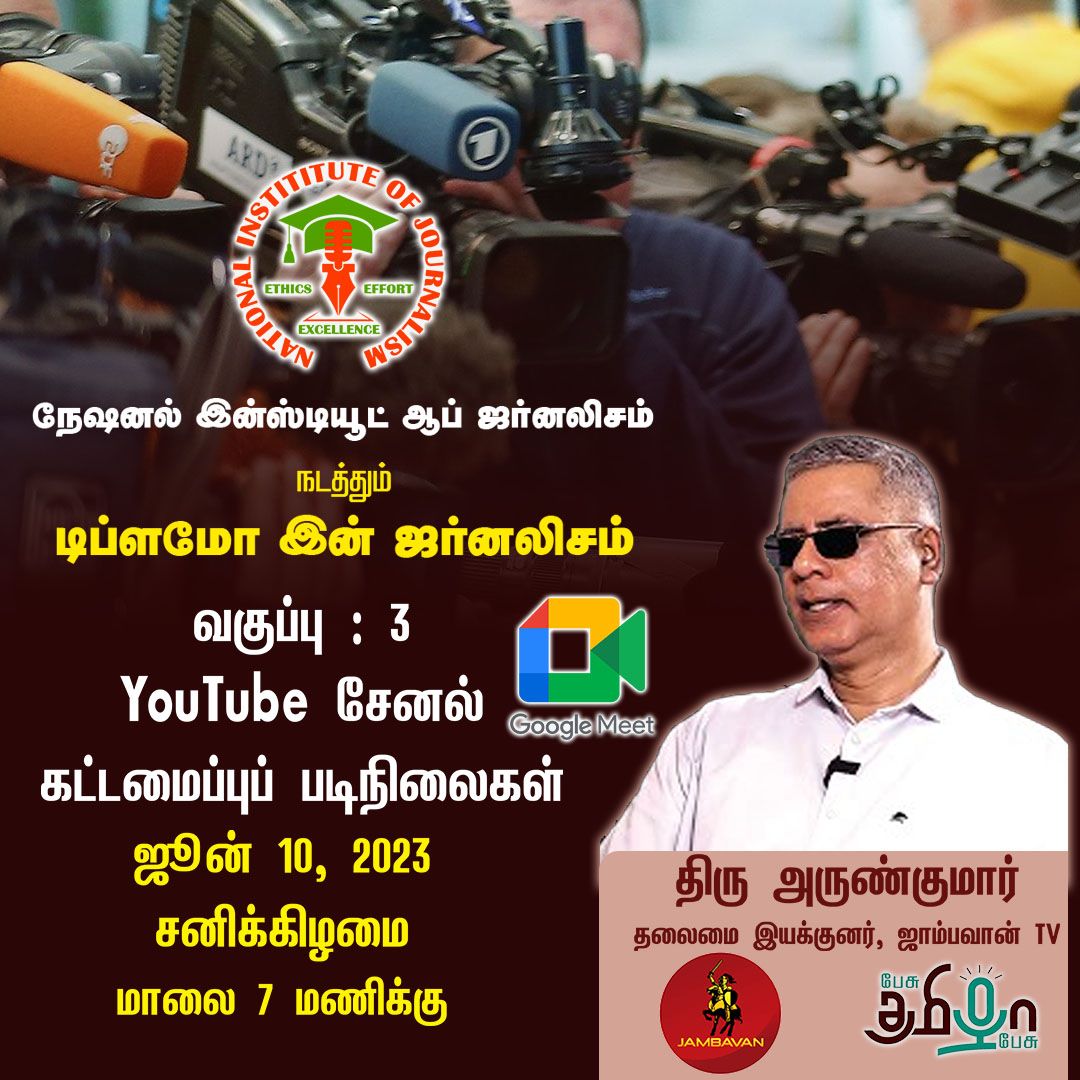 ARD
NATIONAL INSTITITUTE OF JOURNALISM
ETHICS EFFORT
EXCELLENCE
நேஷனல் இன்ஸ்டியூட் ஆப் ஜர்னலிசம்
நடத்தும்
டிப்ளமோ இன் ஜர்னலிசம்
வகுப்பு : 3
YouTube சேனல்
Google Meet
கட்டமைப்புப் படிநிலைகள்
ஜூன் 10, 2023
சனிக்கிழமை
மாலை 7 மணிக்கு
திரு அருண்குமார்
தலைமை இயக்குனர், ஜாம்பவான் TV
JAMBAVAN
பேசு
தமிழா
பேசு